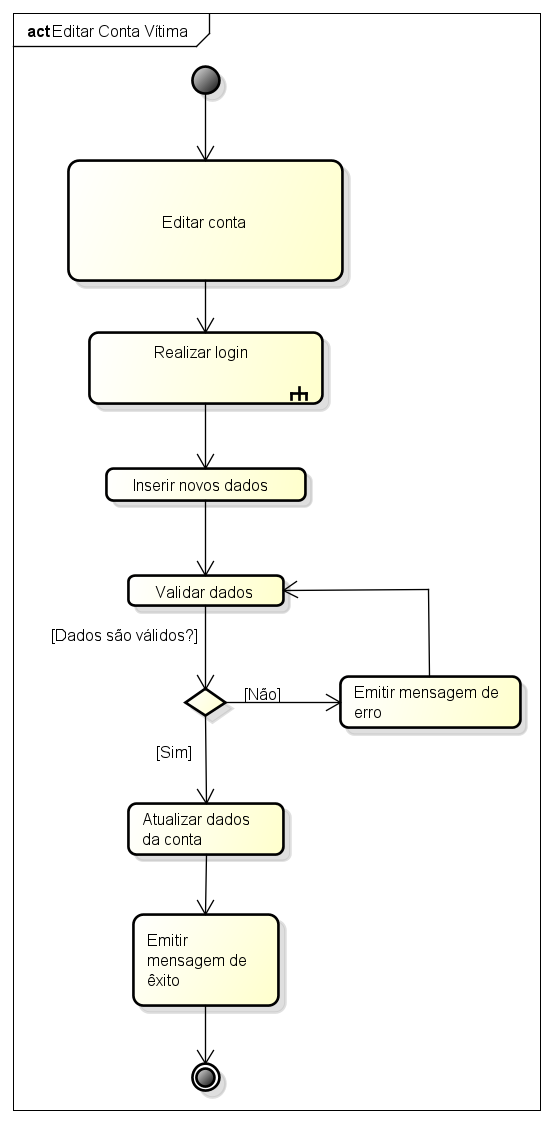 act Editar Conta Vítima
Editar conta
Realizar login
Inserir novos dados
Validar dados
[Dados são válidos?]
[Não]
Emitir mensagem de
erro
[Sim]
Atualizar dados
da conta
Emitir
mensagem de
êxito